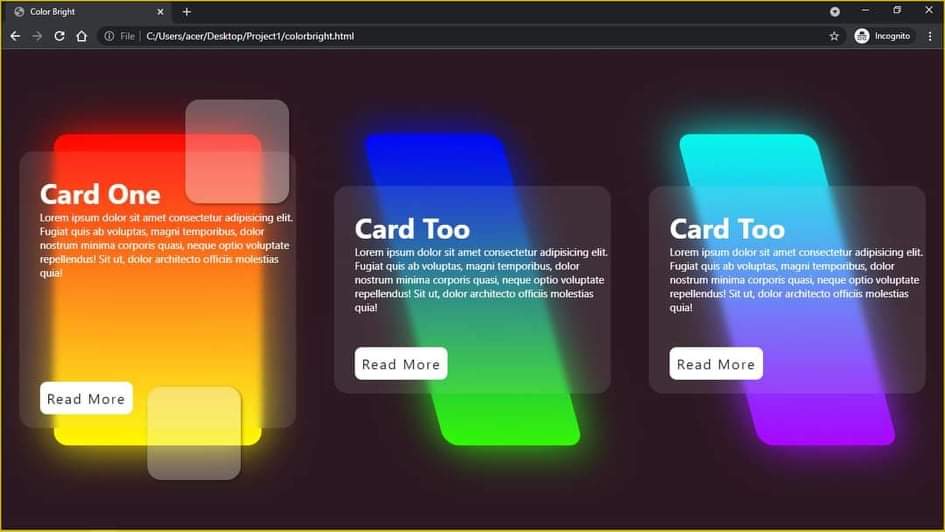 Color Bright
File
C:/Users/acer/Desktop/Project1/colorbright.html
Incognito
Card One
Lorem ipsum dolor sit amet consectetur adipisicing elit.
Fugiat quo ab voluptas, magni temporibus, dolor
nostrum minima corporis quasi, neque optio voluptate
repellendus! Sit ut, dolor architecto officiis molestias
quia!
Read More
Card Too
Lorem ipsum dolor sit amet consectetur adipisicing elit.
Fugiat quo ab voluptas, magni temporibus, dolor
nostrum minima corporis quasi, neque optio voluptate
repellendus! Sit ut, dolor architecto officiis molestias
quia!
Read More
Card Too
Lorem ipsum dolor sit amet consectetur adipisicing elit.
Fugiat quo ab voluptas, magni temporibus, dolor
nostrum minima corporis quasi, neque optio voluptate
repellendus! Sit ut, dolor architecto officiis molestias
quia!
Read More